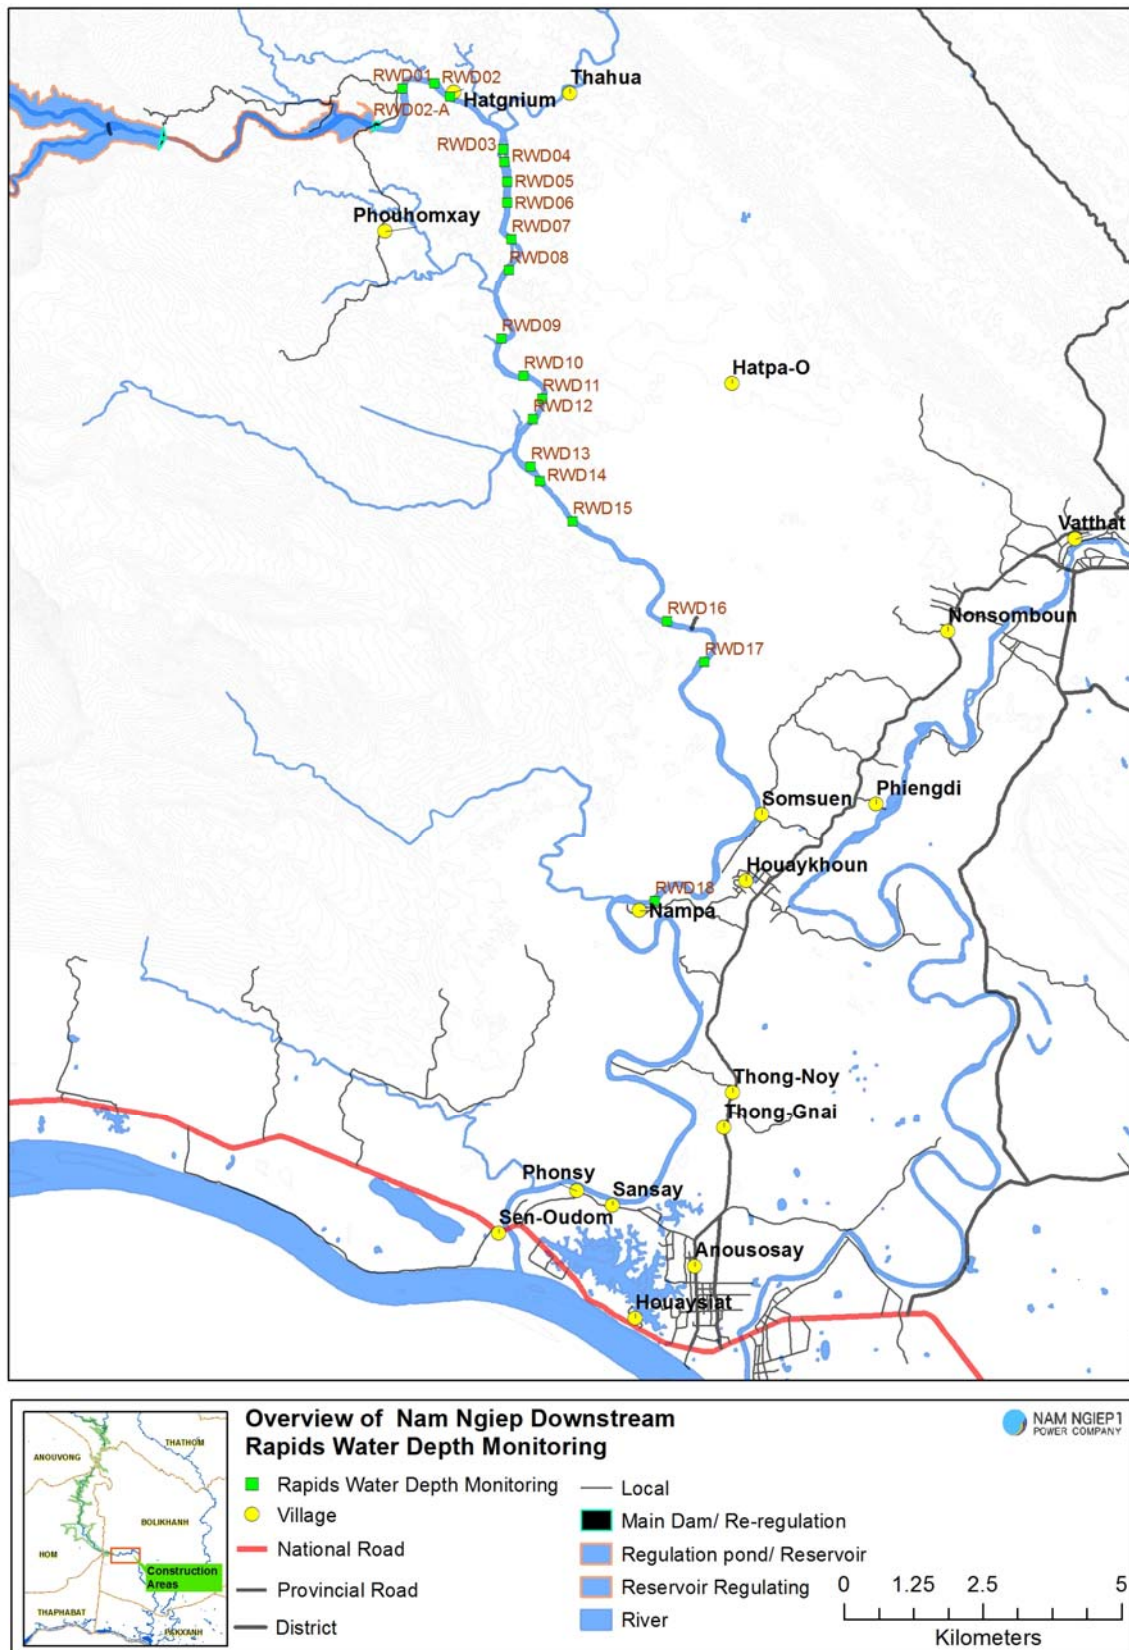 RWD01
RWD02
Thahua
Hatgnium
RWD02-A
RWD03
RWD04
RWD05
RWD06
Phouhomxay
RWD07
RWD08
RWD09
RWD10
Hatpa-O
RWD11
RWD12
RWD13
RWD14
RWD15
Vatthat
RWD16
Nonsomboun
RWD17
Phiengdi
Somsuen
Houaykhoun
RWD18
Nampa
Thong-Noy
Thong-Gnai
Phonsy
Sansay
Sen-Oudom
Anousosay
Houaysiat
Overview of Nam Ngiep Downstream
Rapids Water Depth Monitoring
NAM NGIEP1
POWER COMPANY
Rapids Water Depth Monitoring
Village
National Road
Provincial Road
District
Local
Main Dam/ Re-regulation
Regulation pond/ Reservoir
Reservoir Regulating
River
0 1.25 2.5 5
Kilometers
ANOUVONG
THATHOM
BOLIKHANH
HOM
Construction
Areas
THAPHABAT
PAKXANH